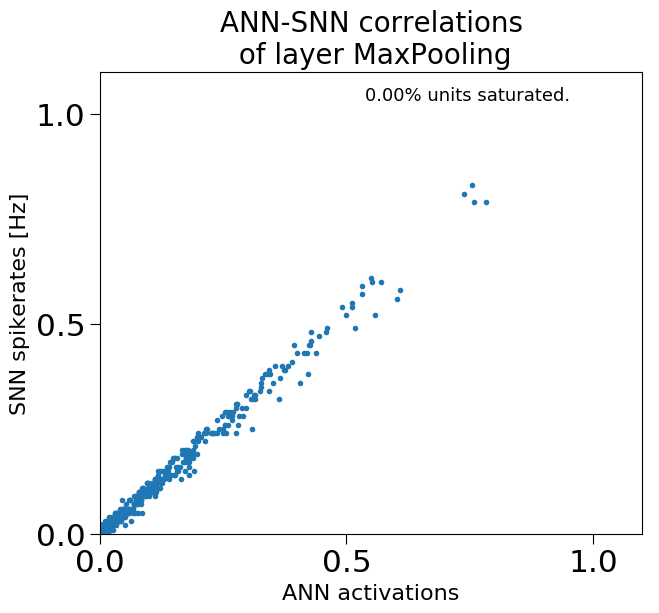 ANN-SNN correlations
of layer MaxPooling
0.00% units saturated.
1.0
0.5
0.0
SNN spikerates [Hz]
0.0
0.5
1.0
ANN activations